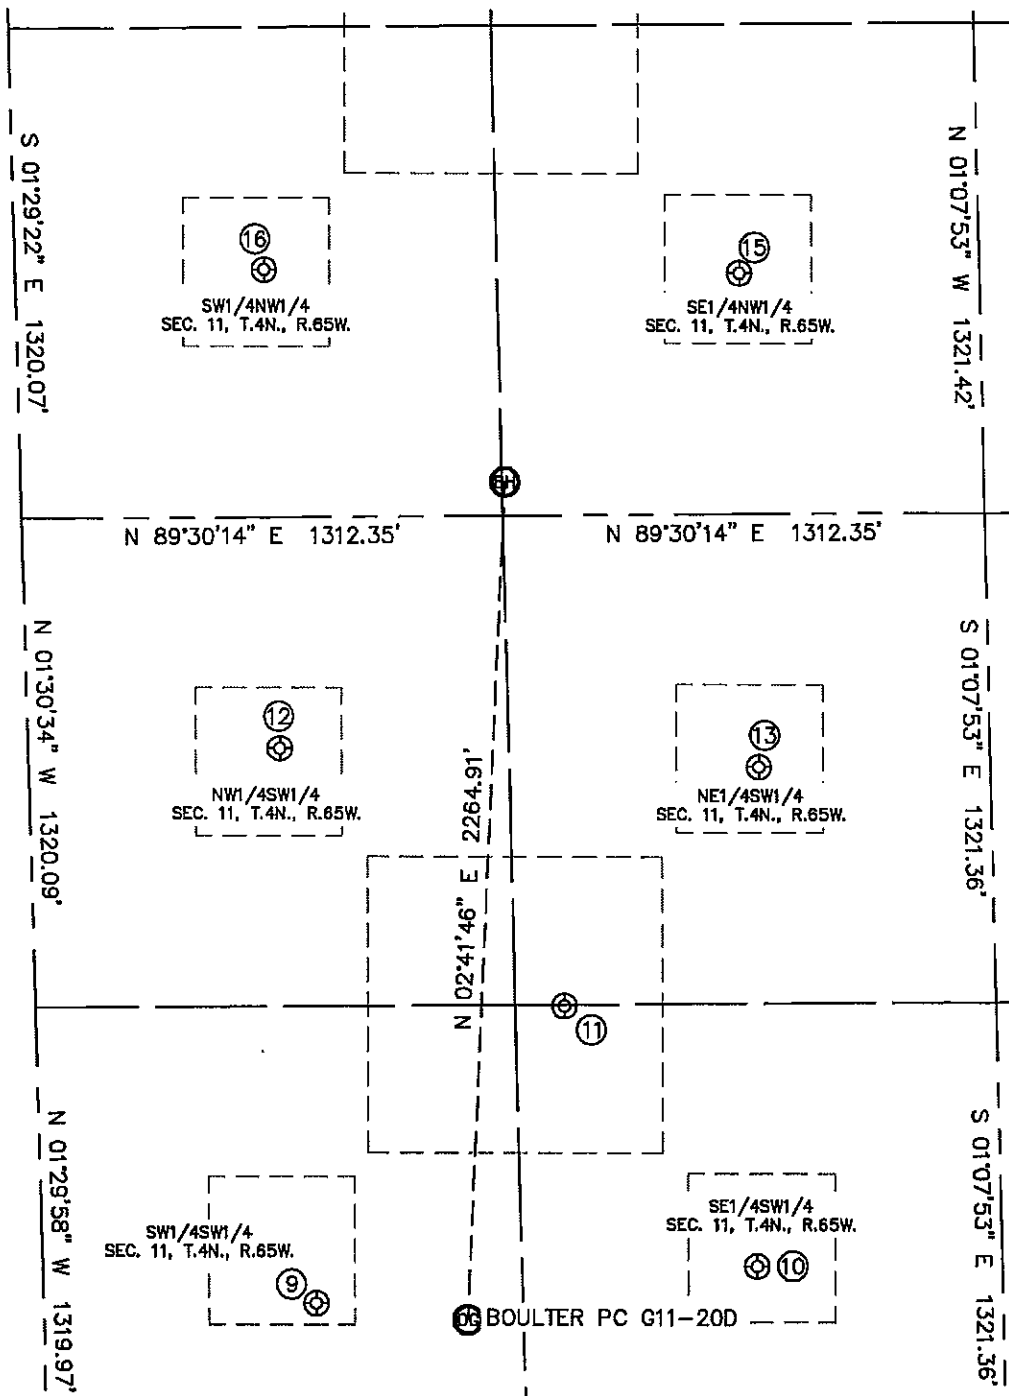 S 01°29'22" E 1320.07'
N 01°07'53" W 1321.42'
16
SW1/4NW1/4
SEC. 11, T.4N., R.65W.
15
SE1/4NW1/4
SEC. 11, T.4N., R.65W.
BH
N 89°30'14" E 1312.35'
N 89°30'14" E 1312.35'
N 01°30'34" W 1320.09'
S 01°07'53" E 1321.36'
12
NW1/4SW1/4
SEC. 11, T.4N., R.65W.
13
NE1/4SW1/4
SEC. 11, T.4N., R.65W.
N 02°41'46" E 2264.91'
11
N 01°29'58" W 1319.97'
S 01°07'53" E 1321.36'
SW1/4SW1/4
SEC. 11, T.4N., R.65W.
9
SE1/4SW1/4
SEC. 11, T.4N., R.65W.
10
OG BOULTER PC G11-20D